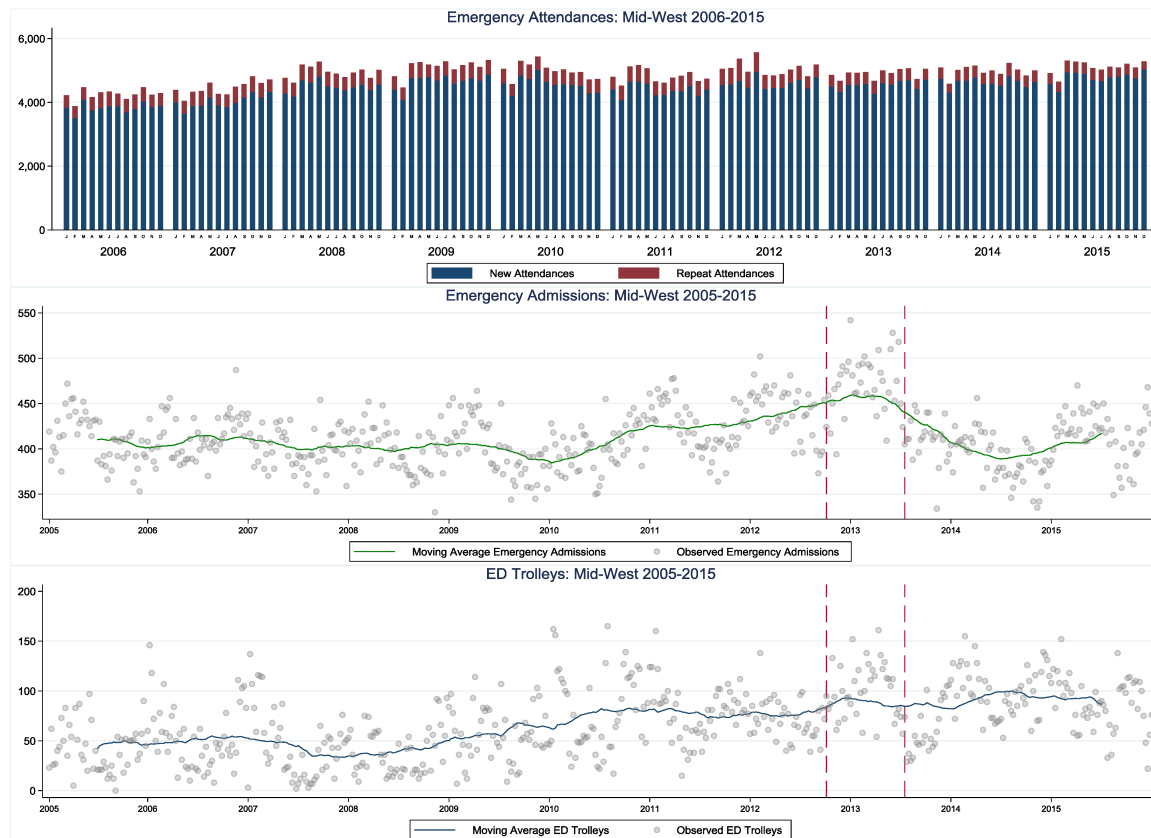 Emergency Attendances: Mid-West 2006-2015
6,000
4,000
2,000
0
J F M A M J J A S O N D J F M A M J J A S O N D J F M A M J J A S O N D J F M A M J J A S O N D J F M A M J J A S O N D J F M A M J J A S O N D J F M A M J J A S O N D J F M A M J J A S O N D J F M A M J J A S O N D J F M A M J J A S O N D
2006 2007 2008 2009 2010 2011 2012 2013 2014 2015
New Attendances Repeat Attendances
Emergency Admissions: Mid-West 2005-2015
550
500
450
400
350
2005 2006 2007 2008 2009 2010 2011 2012 2013 2014 2015
Moving Average Emergency Admissions Observed Emergency Admissions
ED Trolleys: Mid-West 2005-2015
200
150
100
50
0
2005 2006 2007 2008 2009 2010 2011 2012 2013 2014 2015
Moving Average ED Trolleys Observed ED Trolleys